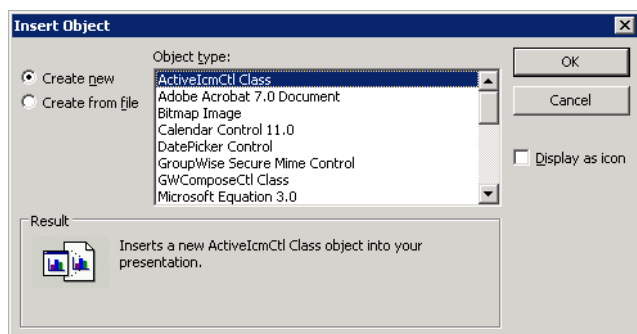 Insert Object
Object type:
Create new
Create from file
ActiveIcmCtl Class
Adobe Acrobat 7.0 Document
Bitmap Image
Calendar Control 11.0
DatePicker Control
GroupWise Secure Mime Control
GWComposeCtl Class
Microsoft Equation 3.0
OK
Cancel
Display as icon
Result
Inserts a new ActiveIcmCtl Class object into your
presentation.